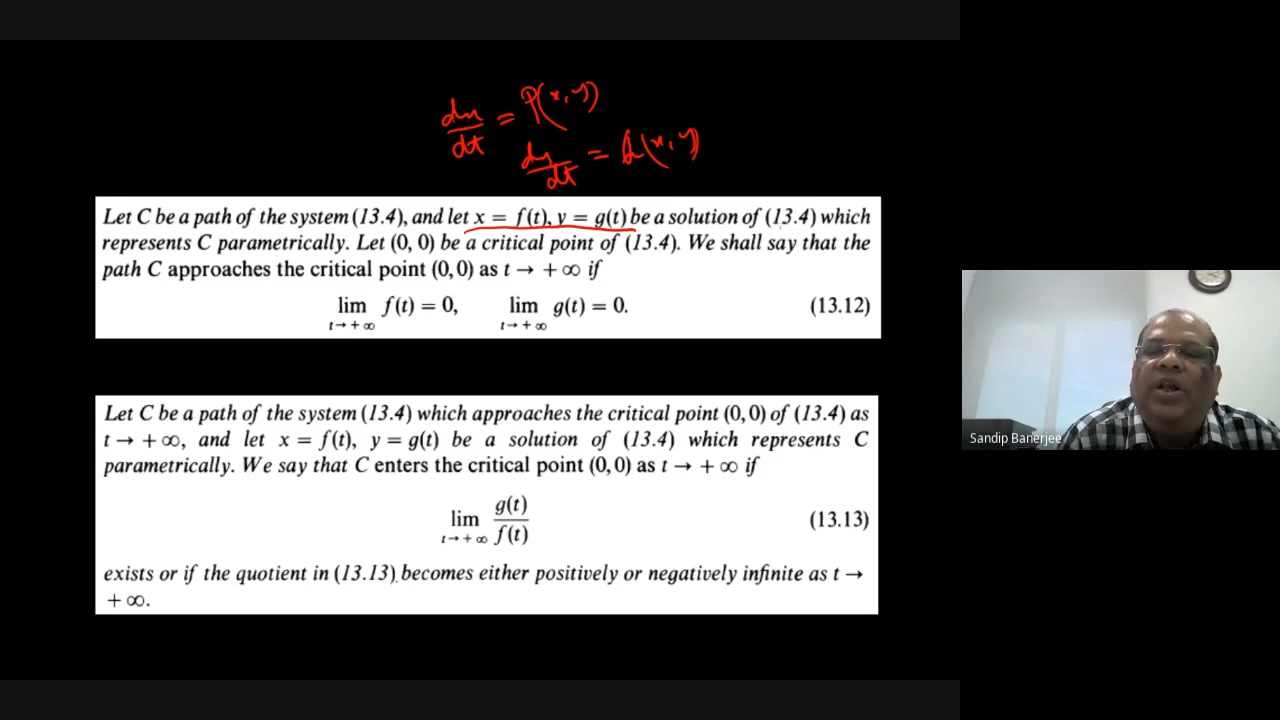 dx/dt = P(x, y)
dy/dt = Q(x, y)
Let C be a path of the system (13.4), and let x = f(t), y = g(t) be a solution of (13.4) which
represents C parametrically. Let (0, 0) be a critical point of (13.4). We shall say that the
path C approaches the critical point (0, 0) as t → + ∞ if
lim f(t) = 0, lim g(t) = 0. (13.12)
t→ + ∞ t→ + ∞
Let C be a path of the system (13.4) which approaches the critical point (0, 0) of (13.4) as
t → + ∞, and let x = f(t), y = g(t) be a solution of (13.4) which represents C
parametrically. We say that C enters the critical point (0, 0) as t → + ∞ if
lim g(t)/f(t) (13.13)
t→ + ∞
exists or if the quotient in (13.13) becomes either positively or negatively infinite as t →
+ ∞.
Sandip Banerjee